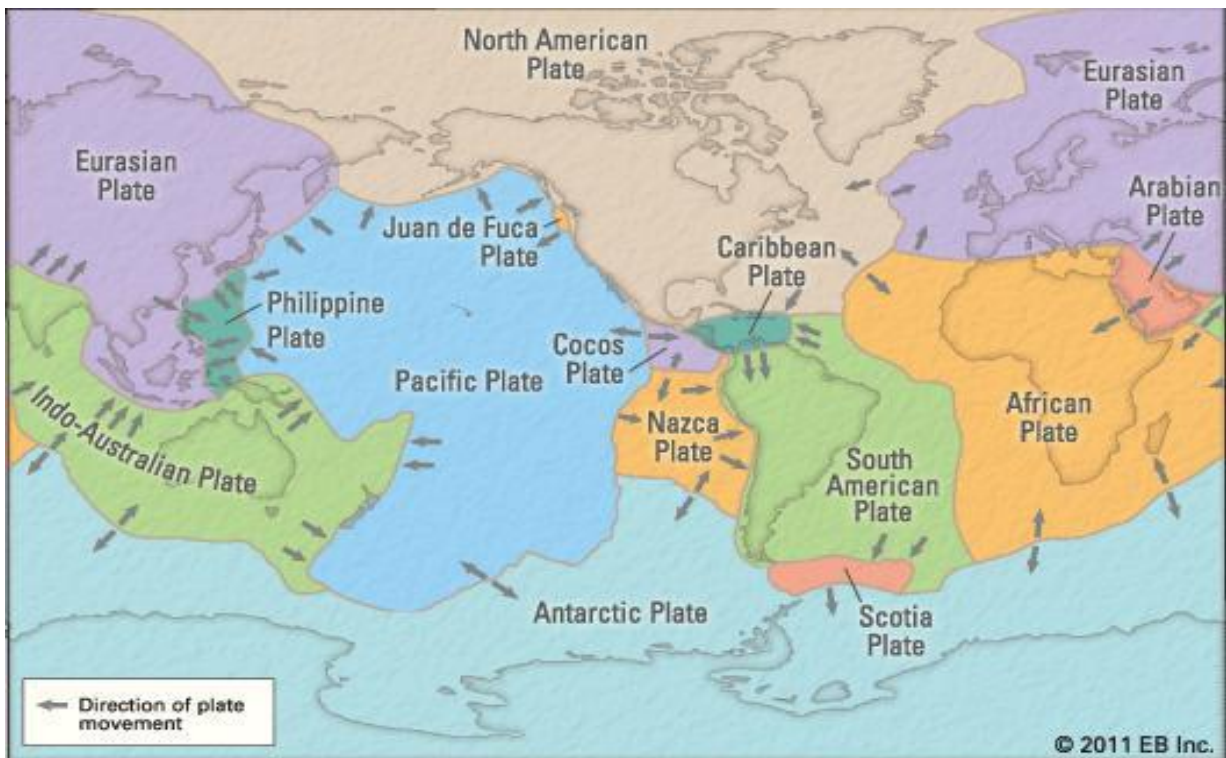 North American
Plate
Eurasian
Plate
Eurasian
Plate
Arabian
Plate
Juan de Fuca
Plate
Caribbean
Plate
Philippine
Plate
Cocos
Plate
Pacific Plate
Indo-Australian Plate
Nazca
Plate
African
Plate
South
American
Plate
Antarctic Plate
Scotia
Plate
Direction of plate
movement
© 2011 EB Inc.